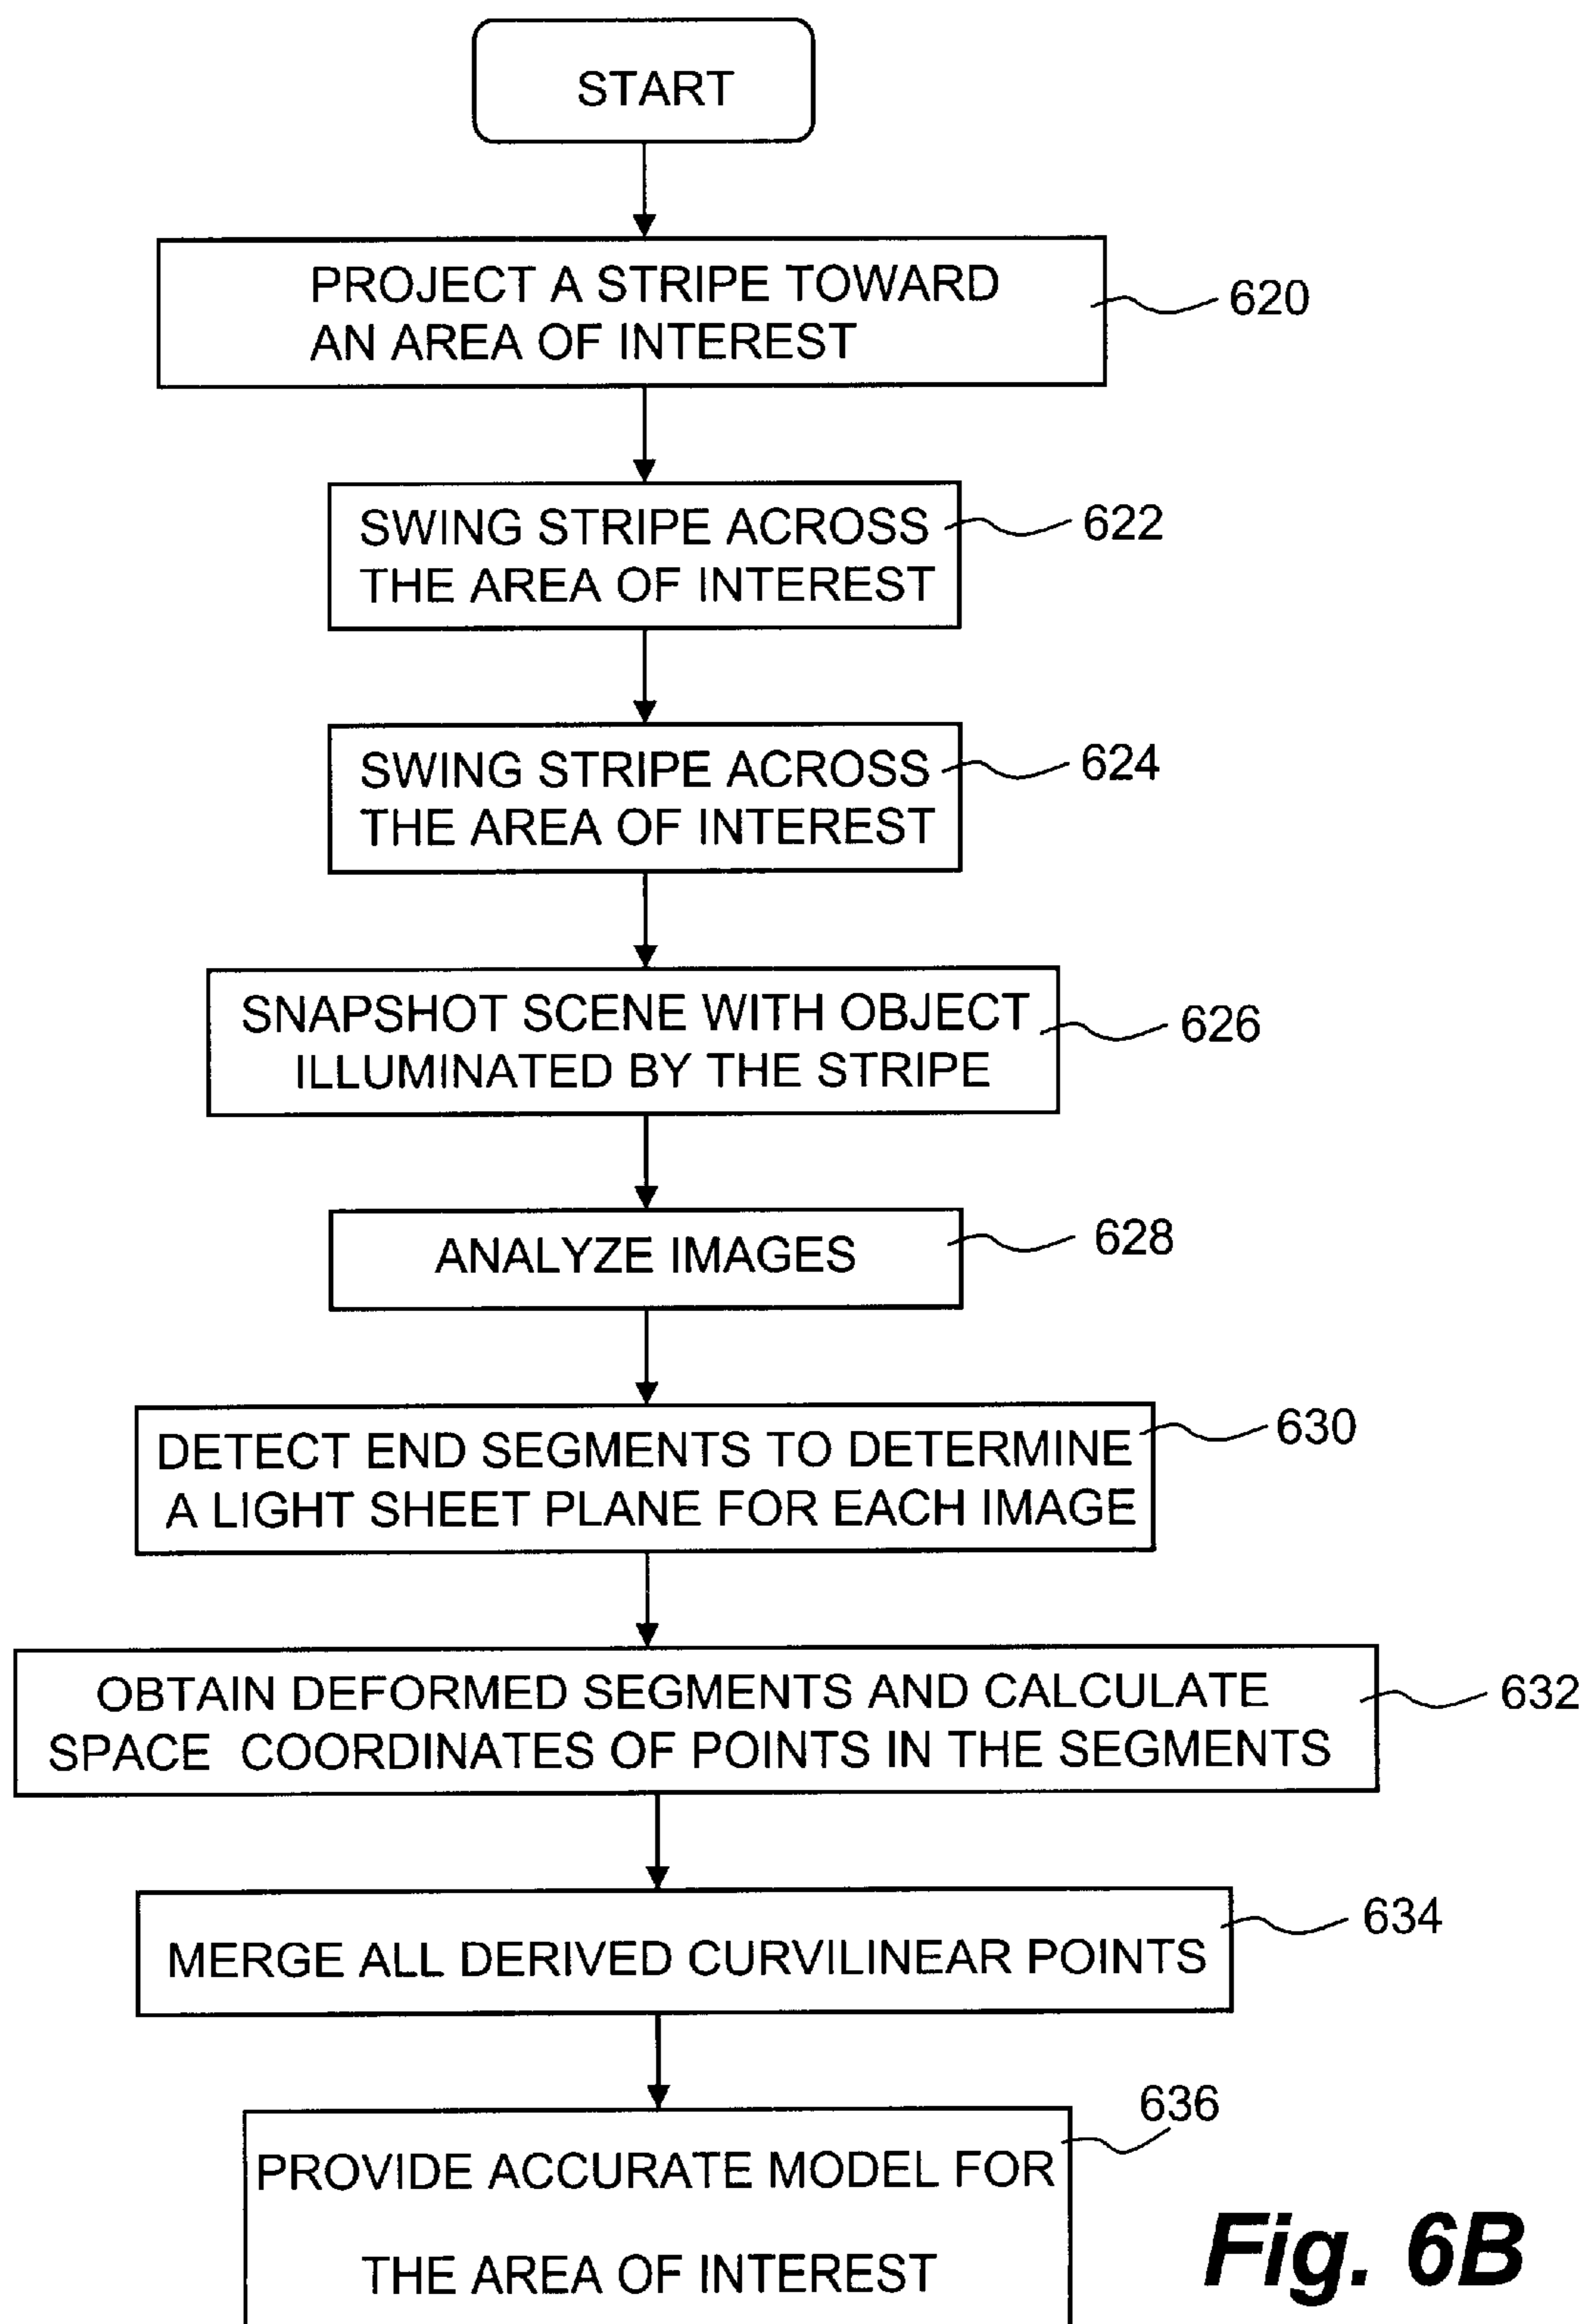 START
PROJECT A STRIPE TOWARD
AN AREA OF INTEREST
620
SWING STRIPE ACROSS
THE AREA OF INTEREST
622
SWING STRIPE ACROSS
THE AREA OF INTEREST
624
SNAPSHOT SCENE WITH OBJECT
ILLUMINATED BY THE STRIPE
626
ANALYZE IMAGES
628
DETECT END SEGMENTS TO DETERMINE
A LIGHT SHEET PLANE FOR EACH IMAGE
630
OBTAIN DEFORMED SEGMENTS AND CALCULATE
SPACE COORDINATES OF POINTS IN THE SEGMENTS
632
MERGE ALL DERIVED CURVILINEAR POINTS
634
PROVIDE ACCURATE MODEL FOR
THE AREA OF INTEREST
636
Fig. 6B